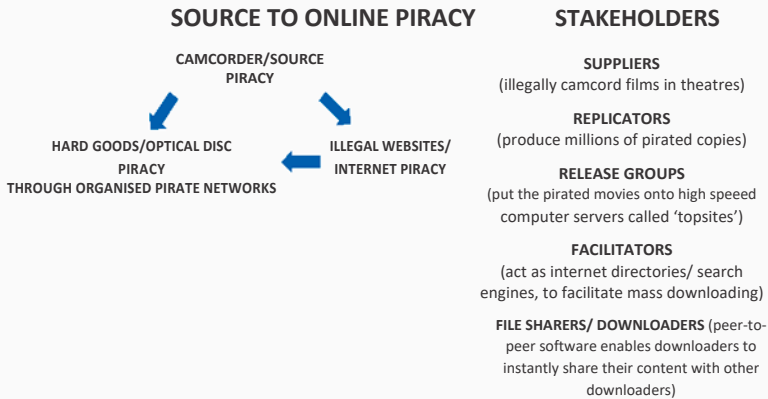 SOURCE TO ONLINE PIRACY
CAMCORDER/SOURCE
PIRACY
HARD GOODS/OPTICAL DISC
PIRACY
THROUGH ORGANISED PIRATE NETWORKS
ILLEGAL WEBSITES/
INTERNET PIRACY
STAKEHOLDERS
SUPPLIERS
(illegally camcord films in theatres)
REPLICATORS
(produce millions of pirated copies)
RELEASE GROUPS
(put the pirated movies onto high speeed
computer servers called ‘topsites’)
FACILITATORS
(act as internet directories/ search
engines, to facilitate mass downloading)
FILE SHARERS/ DOWNLOADERS (peer-to-
peer software enables downloaders to
instantly share their content with other
downloaders)